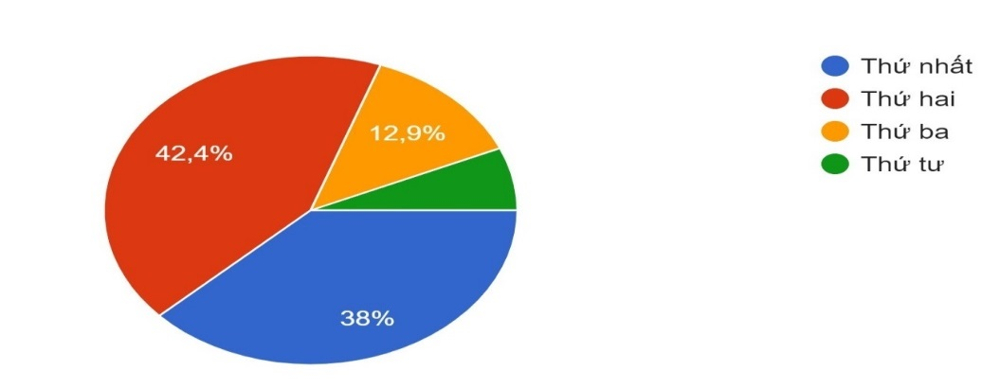 42,4%
12,9%
38%
Thứ nhất
Thứ hai
Thứ ba
Thứ tư